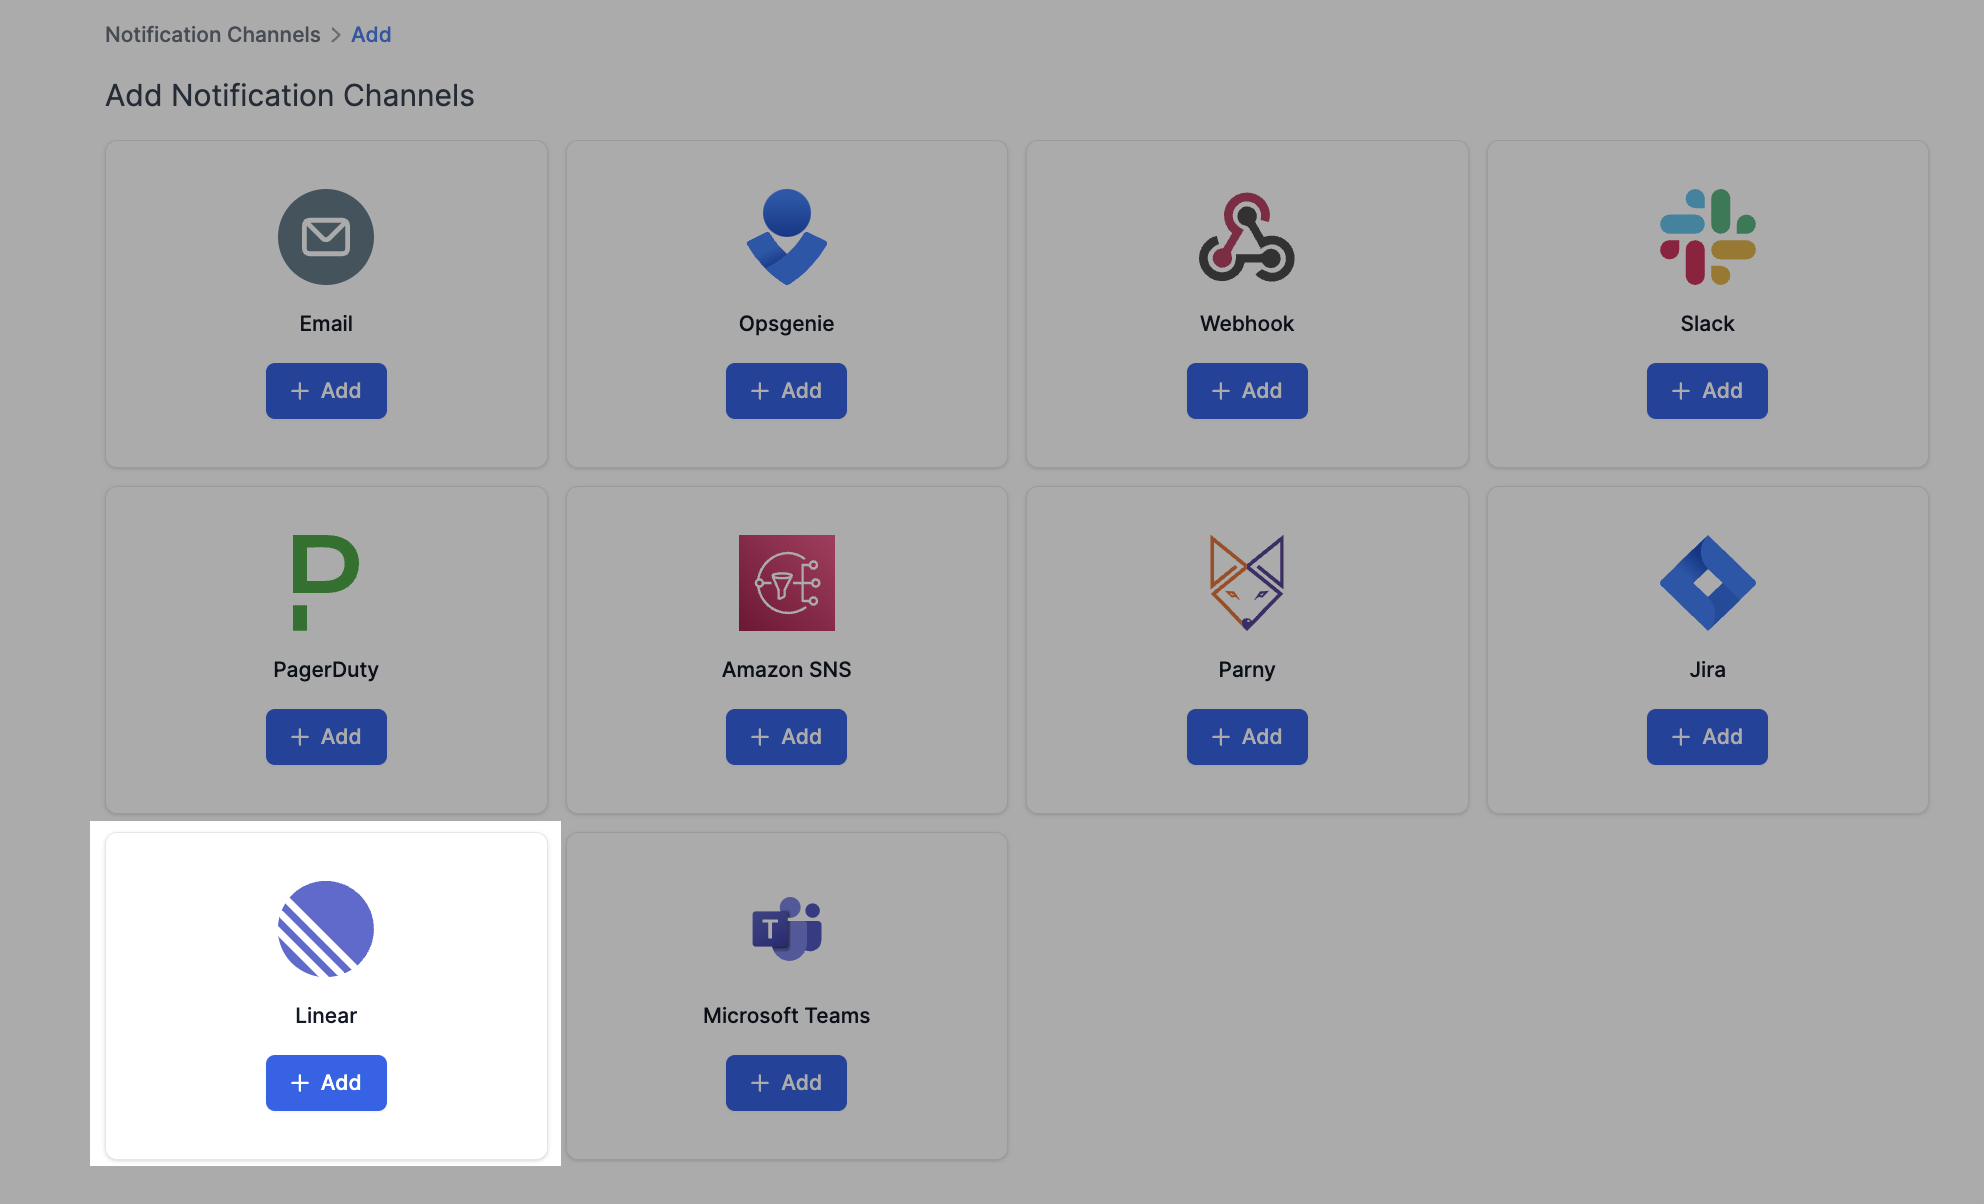 Notification Channels > Add
Add Notification Channels
Email
Opsgenie
Webhook
Slack
+ Add
+ Add
+ Add
+ Add
PagerDuty
Amazon SNS
Parny
Jira
+ Add
+ Add
+ Add
+ Add
T
Linear
Microsoft Teams
+ Add
+ Add